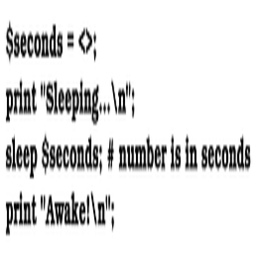 $seconds = <>;
print "Sleeping...\n";
sleep $seconds; # number is in seconds
print "Awake!\n";